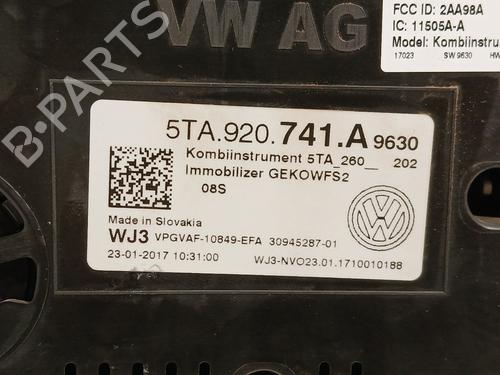 VW AG
FCC ID: 2AA98A
IC: 11505A-A
Model: Kombiinstru
17023 SW 9630 HW
B-PARTS
5TA.920.741.A 9630
Kombiinstrument 5TA_260__ 202
Immobilizer GEKOWFS2
08S
Made in Slovakia
WJ3 VPGVAF-10849-EFA 30945287-01
23-01-2017 10:31:00 WJ3-NVO23.01.1710010188